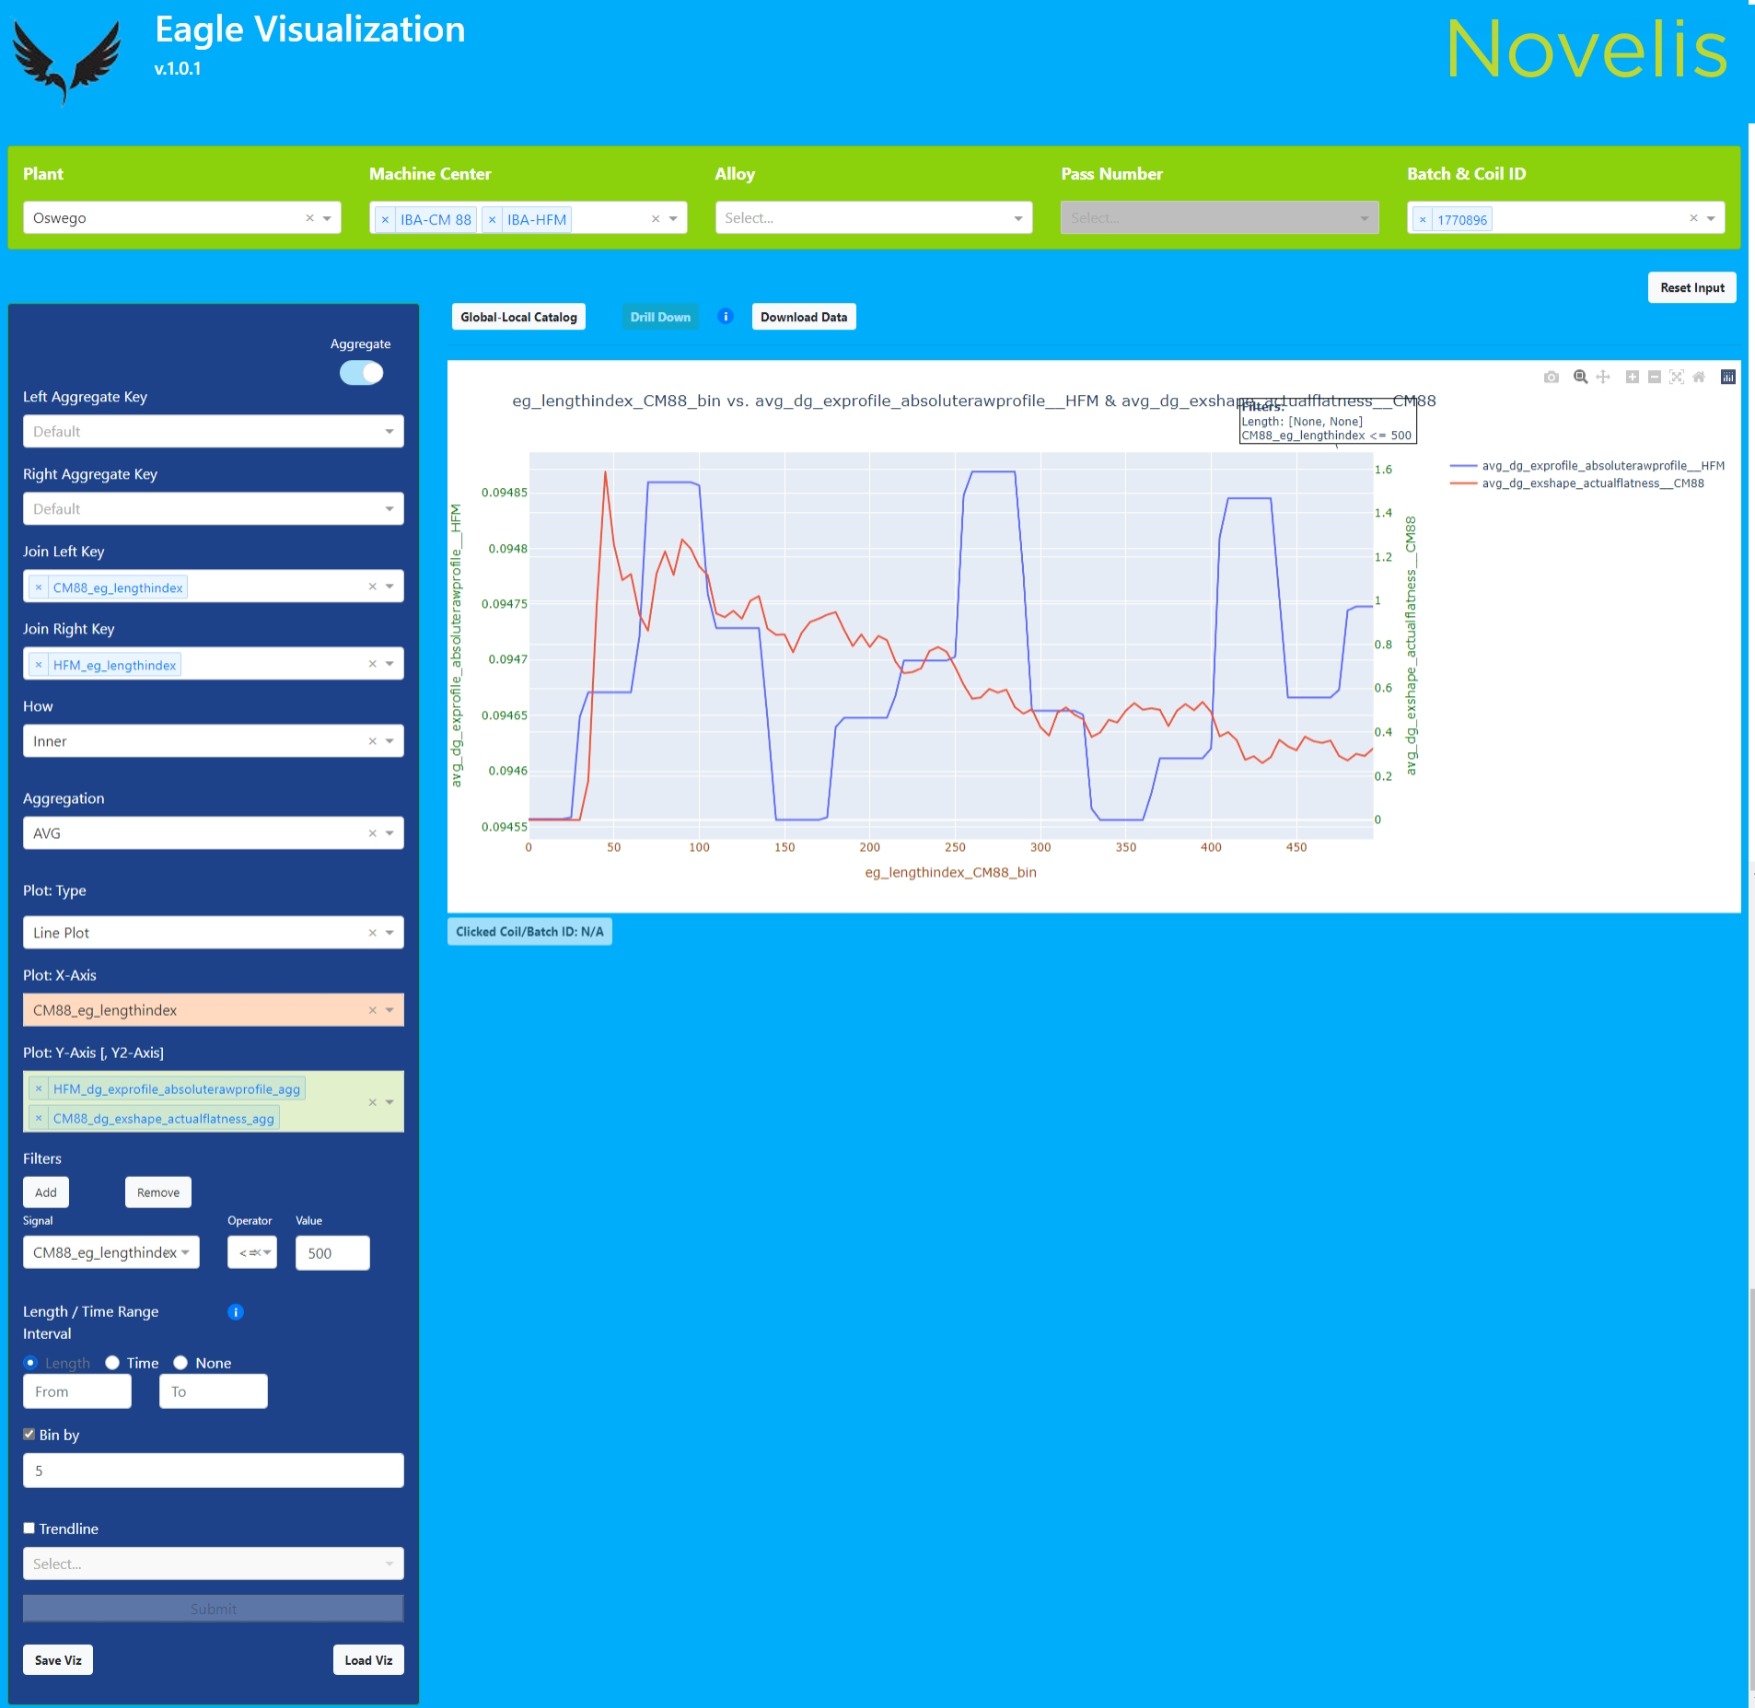 Eagle Visualization
v.1.0.1
Novelis
Plant
Machine Center
Alloy
Pass Number
Batch & Coil ID
Oswego × 
× IBA-CM 88 × IBA-HFM ×
Select...
Select...
× 1770896 ×
Reset Input
Global-Local Catalog
Drill Down
i
Download Data
Aggregate
Left Aggregate Key
Default
Right Aggregate Key
Default
Join Left Key
× CM88_eg_lengthindex ×
Join Right Key
× HFM_eg_lengthindex ×
How
Inner ×
Aggregation
AVG ×
Plot: Type
Line Plot ×
Plot: X-Axis
CM88_eg_lengthindex ×
Plot: Y-Axis [, Y2-Axis]
× HFM_dg_exprofile_absoluterawprofile_agg ×
× CM88_dg_exshape_actualflatness_agg
Filters
Add
Remove
Signal
Operator
Value
CM88_eg_lengthindex
<=×
500
Length / Time Range
Interval
i
Length
Time
None
From
To
Bin by
5
Trendline
Select...
Submit
Save Viz
Load Viz
eg_lengthindex_CM88_bin vs. avg_dg_exprofile_absoluterawprofile__HFM & avg_dg_exshape_actualflatness__CM88
Filters:
Length: [None, None]
CM88_eg_lengthindex <= 500
avg_dg_exprofile_absoluterawprofile__HFM
avg_dg_exshape_actualflatness__CM88
avg_dg_exprofile_absoluterawprofile__HFM
0.09485
0.0948
0.09475
0.0947
0.09465
0.0946
0.09455
1.6
1.4
1.2
1
0.8
0.6
0.4
0.2
0
avg_dg_exshape_actualflatness__CM88
0
50
100
150
200
250
300
350
400
450
eg_lengthindex_CM88_bin
Clicked Coil/Batch ID: N/A